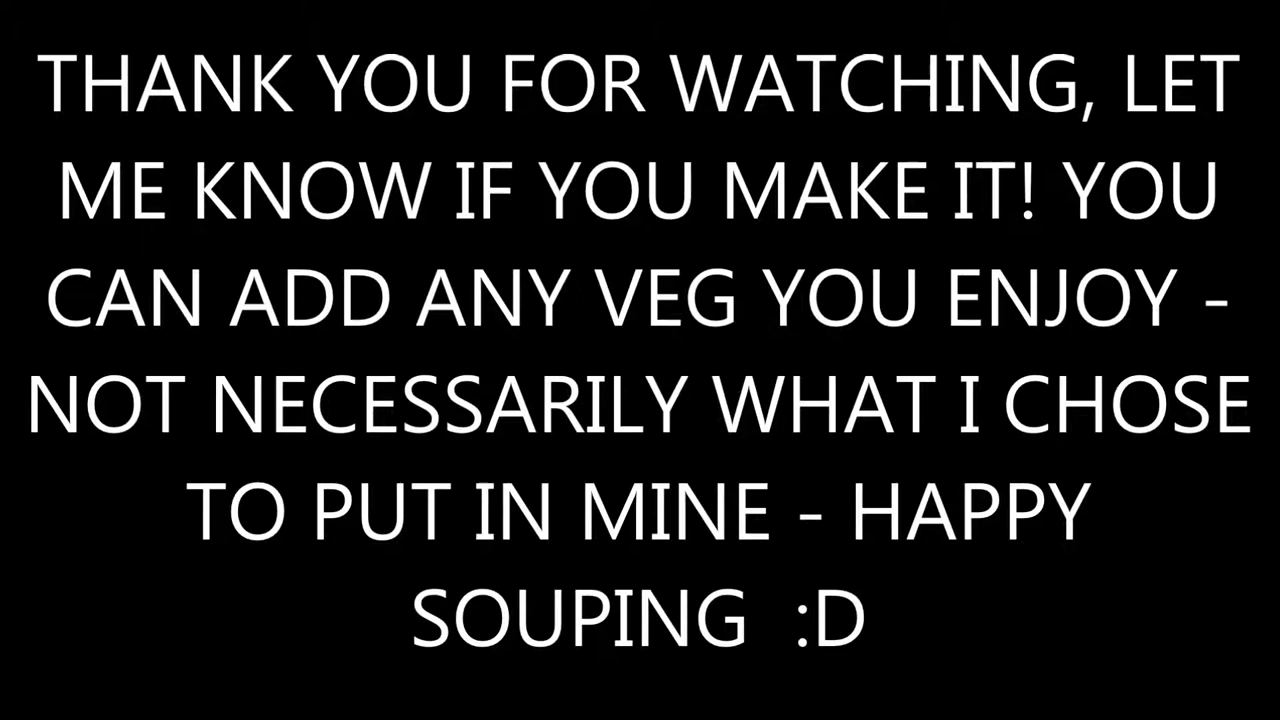 THANK YOU FOR WATCHING, LET
ME KNOW IF YOU MAKE IT! YOU
CAN ADD ANY VEG YOU ENJOY -
NOT NECESSARILY WHAT I CHOSE
TO PUT IN MINE - HAPPY
SOUPING  :D